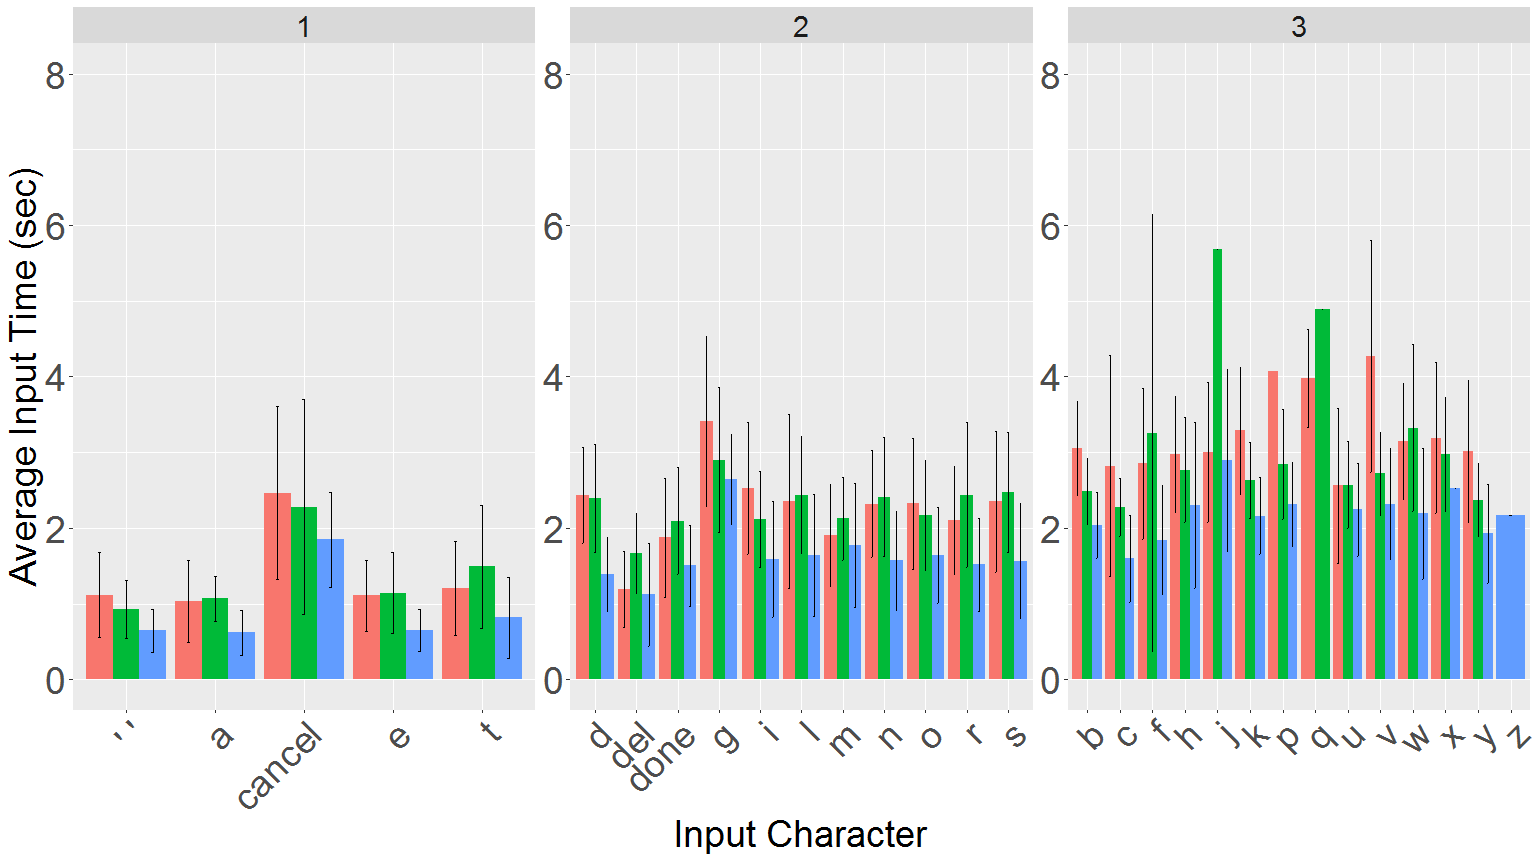 1 2 3
8 8 8
6 6 6
4 4 4
2 2 2
0 0 0
Average Input Time (sec)
' ' a cancel e t d del done g i l m n o r s b c f h j k p q u v w x y z
Input Character